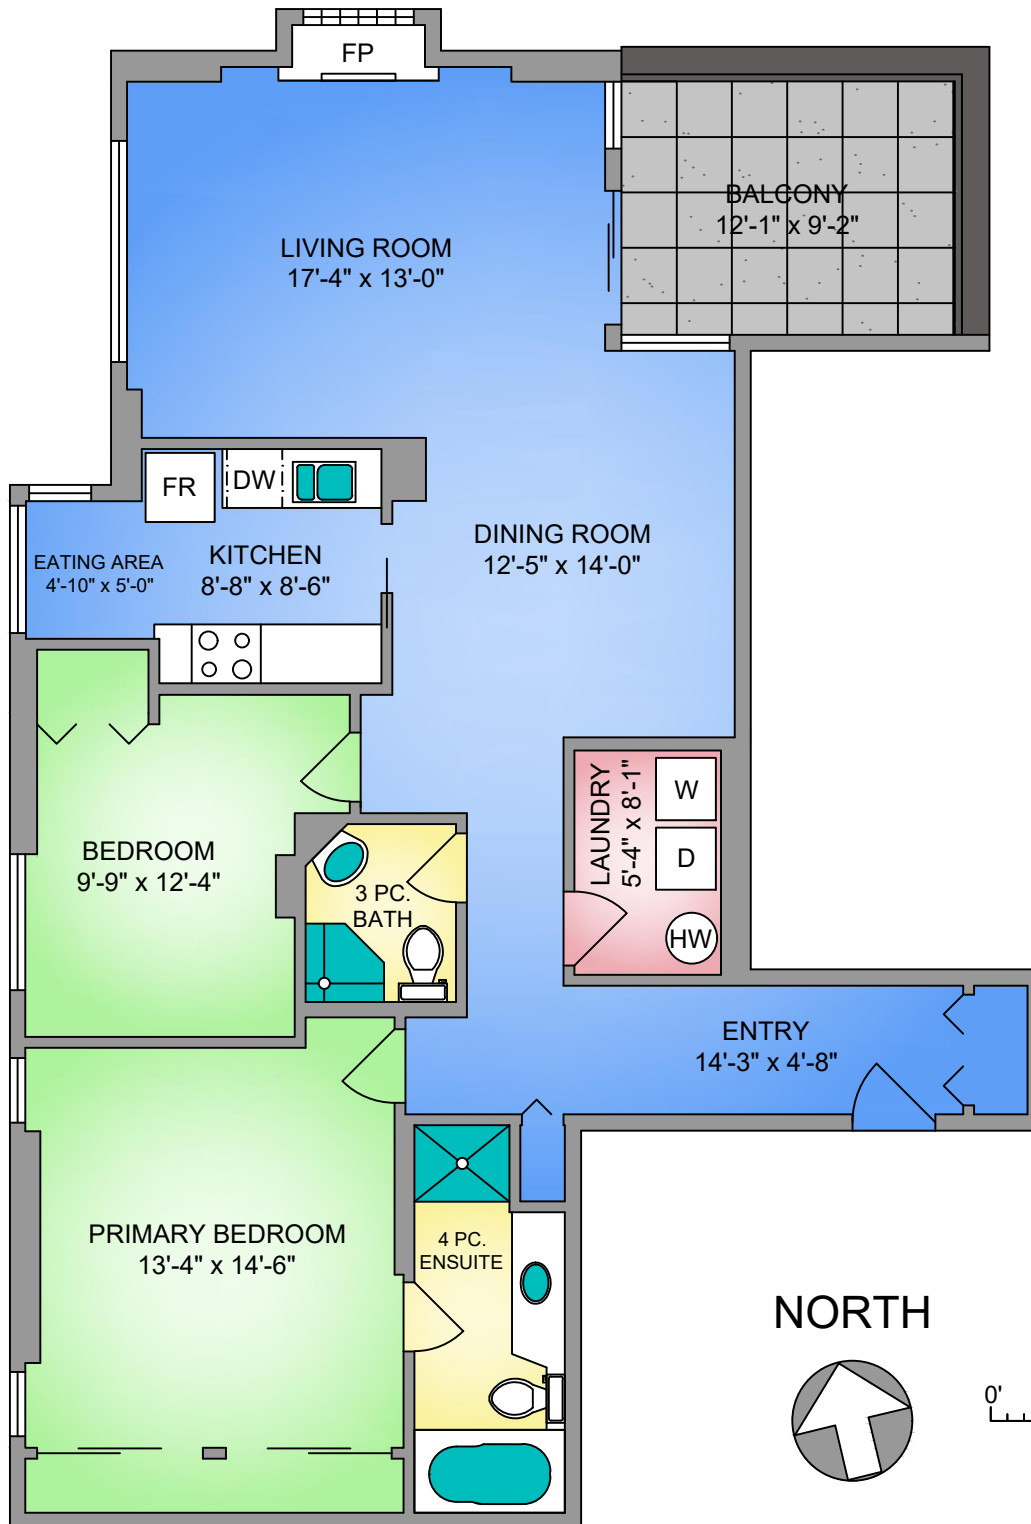 FP
BALCONY
12'-1" x 9'-2"
LIVING ROOM
17'-4" x 13'-0"
FR
DW
DINING ROOM
12'-5" x 14'-0"
EATING AREA
4'-10" x 5'-0"
KITCHEN
8'-8" x 8'-6"
LAUNDRY
5'-4" x 8'-1"
W
D
HW
BEDROOM
9'-9" x 12'-4"
3 PC.
BATH
ENTRY
14'-3" x 4'-8"
PRIMARY BEDROOM
13'-4" x 14'-6"
4 PC.
ENSUITE
NORTH
0'